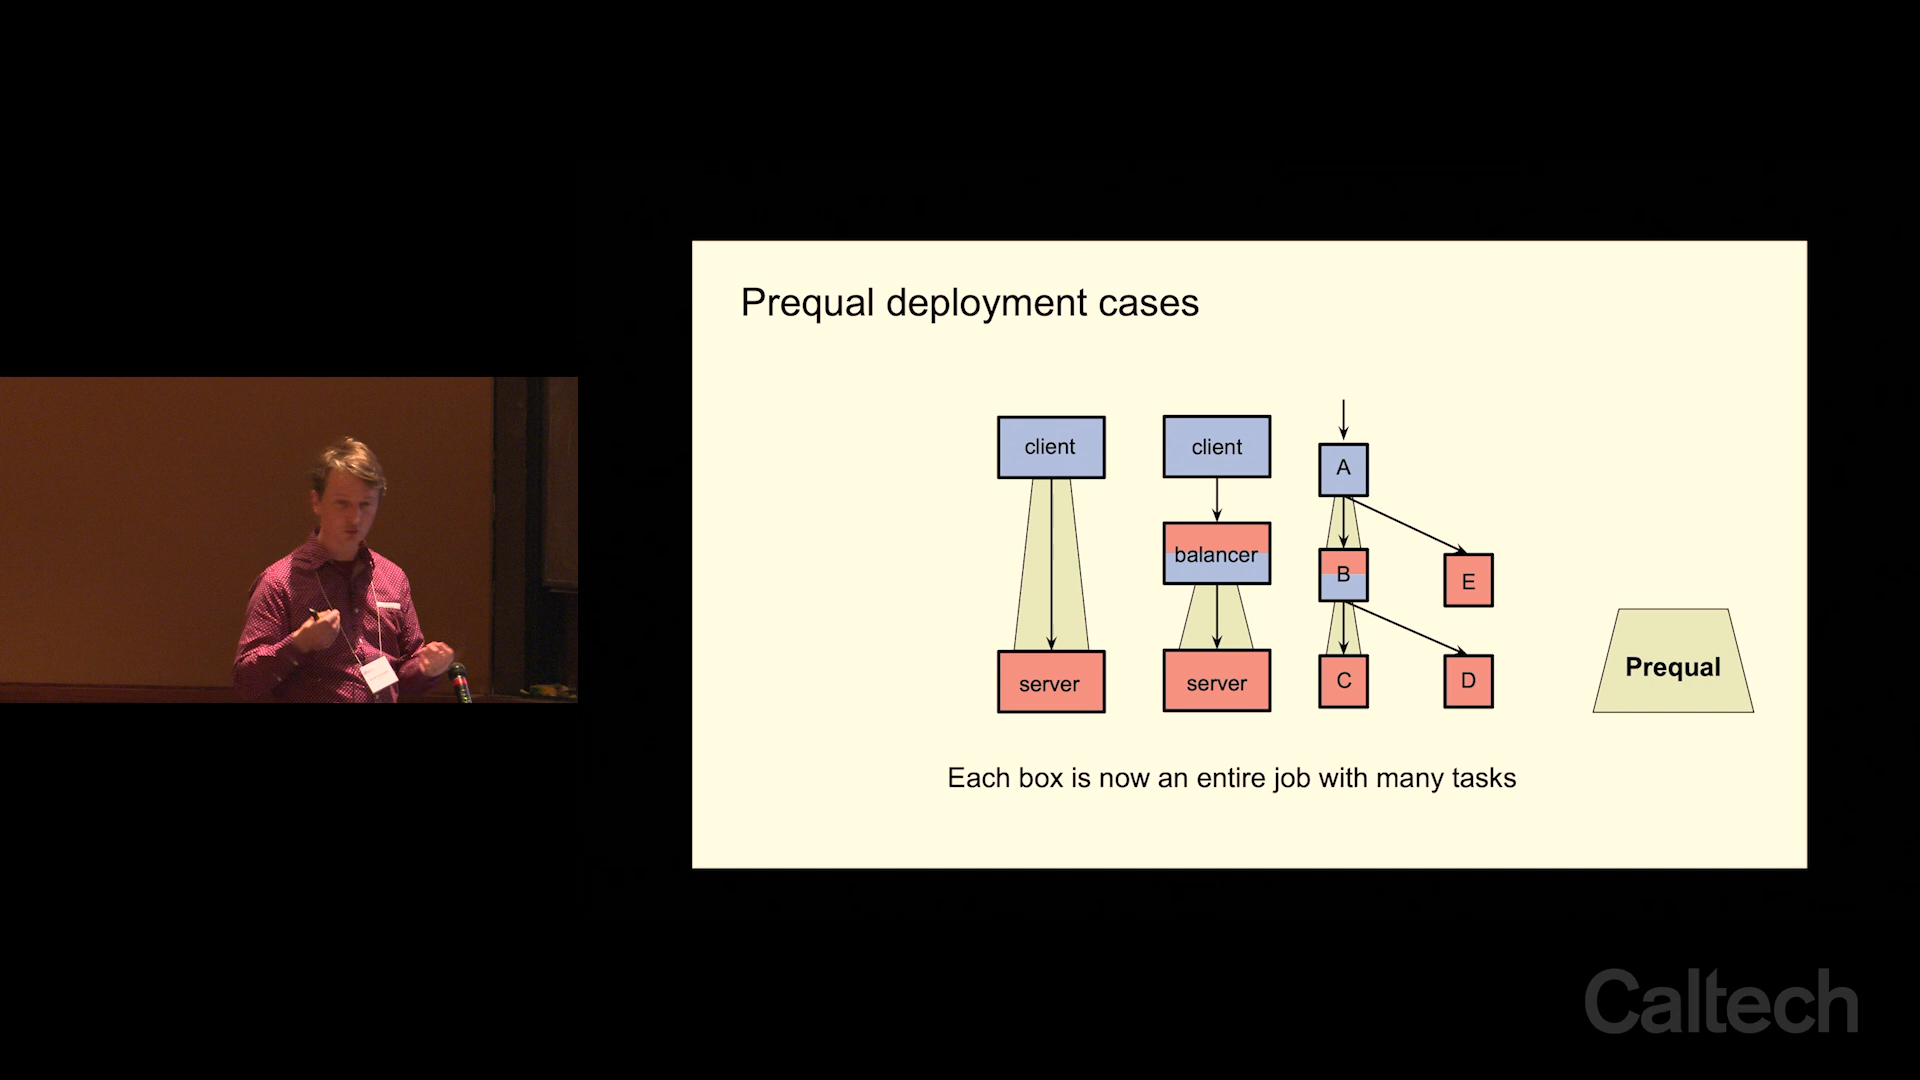 Prequal deployment cases
client
client
A
balancer
B
E
server
server
C
D
Prequal
Each box is now an entire job with many tasks
Caltech